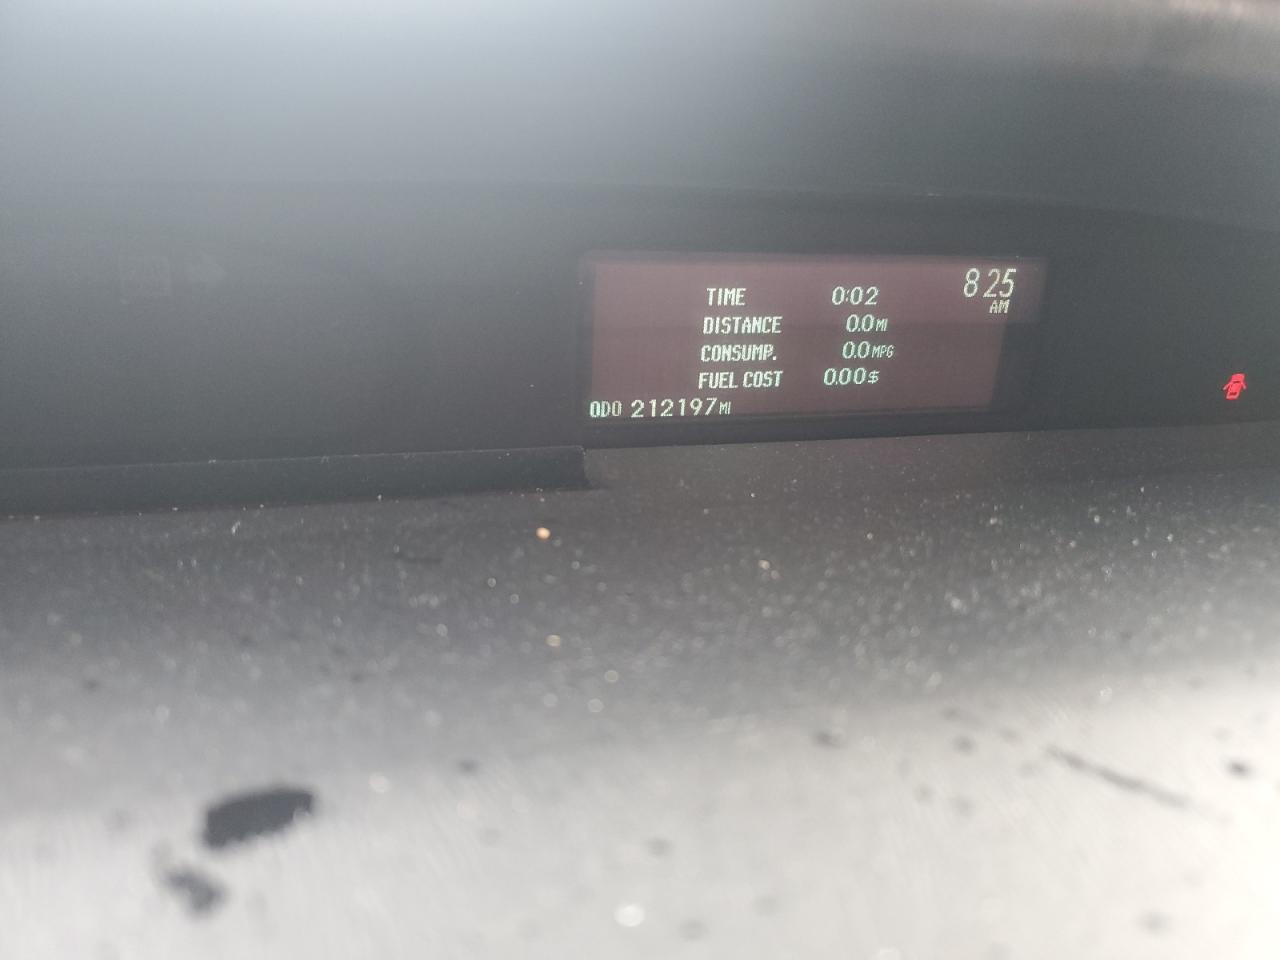 8 25
AM
TIME 0:02
DISTANCE 0.0 MI
CONSUMP. 0.0 MPG
FUEL COST 0.00 $
ODO 212197 MI